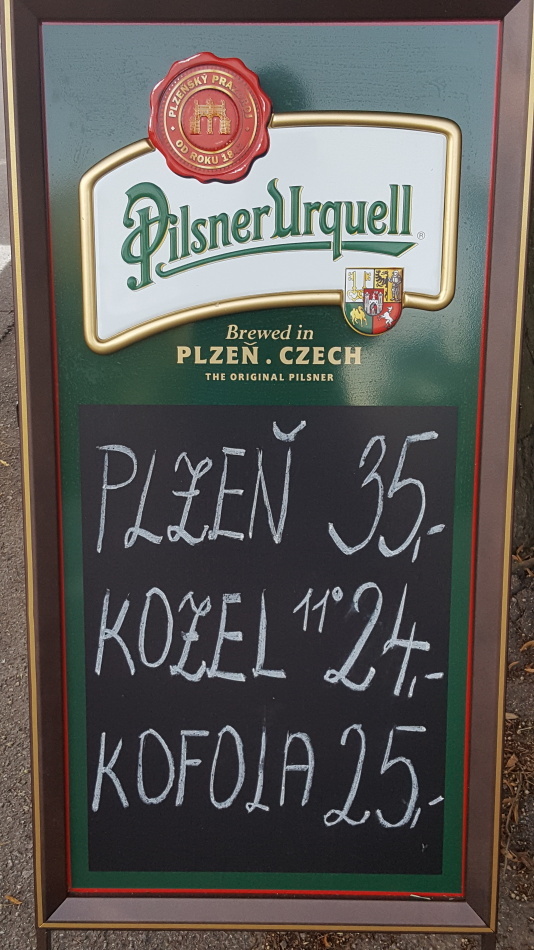 PLZEŇSKÝ PRAZDROJ
OD ROKU 18
Pilsner Urquell ®
Brewed in
PLZEŇ . CZECH
THE ORIGINAL PILSNER
PLZEŇ 35,-
KOZEL 11° 24,-
KOFOLA 25,-